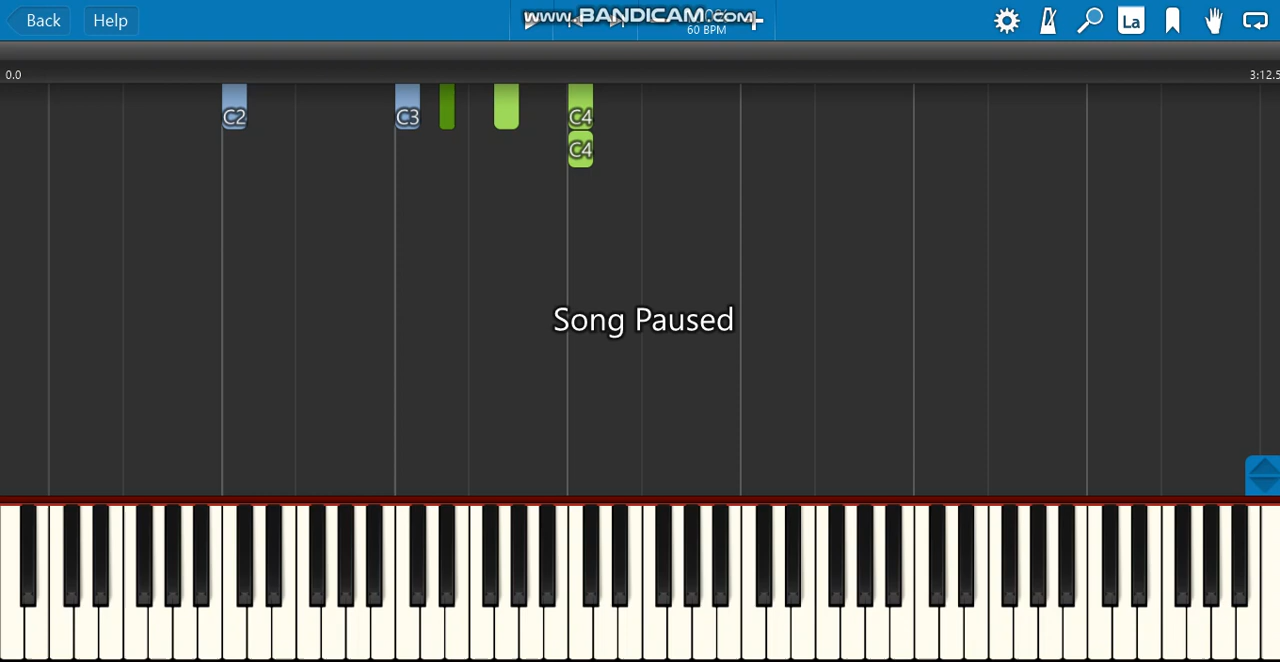 Back
Help
www.BANDICAM.com
60 BPM
La
0.0
3:12.5
C2
C3
C4
C4
Song Paused